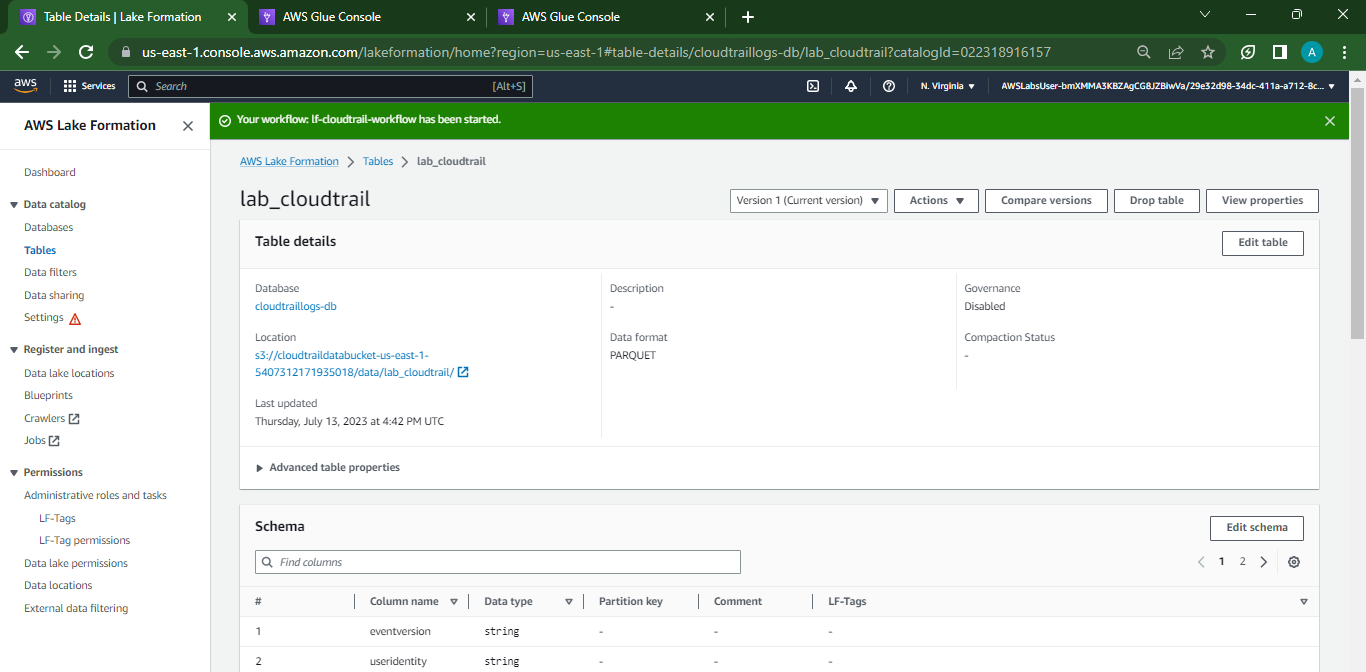 Table Details | Lake Formation
AWS Glue Console
AWS Glue Console
us-east-1.console.aws.amazon.com/lakeformation/home?region=us-east-1#table-details/cloudtraillogs-db/lab_cloudtrail?catalogId=022318916157
A
aws
Services
Search
[Alt+S]
N. Virginia
AWSLabsUser-bmXMMA3KBZAgCG8JZBiwVa/29e32d98-34dc-411a-a712-8c...
AWS Lake Formation
Dashboard
Data catalog
Databases
Tables
Data filters
Data sharing
Settings
Register and ingest
Data lake locations
Blueprints
Crawlers
Jobs
Permissions
Administrative roles and tasks
LF-Tags
LF-Tag permissions
Data lake permissions
Data locations
External data filtering
Your workflow: lf-cloudtrail-workflow has been started.
AWS Lake Formation
Tables
lab_cloudtrail
lab_cloudtrail
Version 1 (Current version)
Actions
Compare versions
Drop table
View properties
Table details
Edit table
Database
cloudtraillogs-db
Location
s3://cloudtraildatabucket-us-east-1-
5407312171935018/data/lab_cloudtrail/
Last updated
Thursday, July 13, 2023 at 4:42 PM UTC
Description
-
Data format
PARQUET
Governance
Disabled
Compaction Status
-
Advanced table properties
Schema
Edit schema
Find columns
1 2
# Column name Data type Partition key Comment LF-Tags
1 eventversion string - - -
2 useridentity string - - -